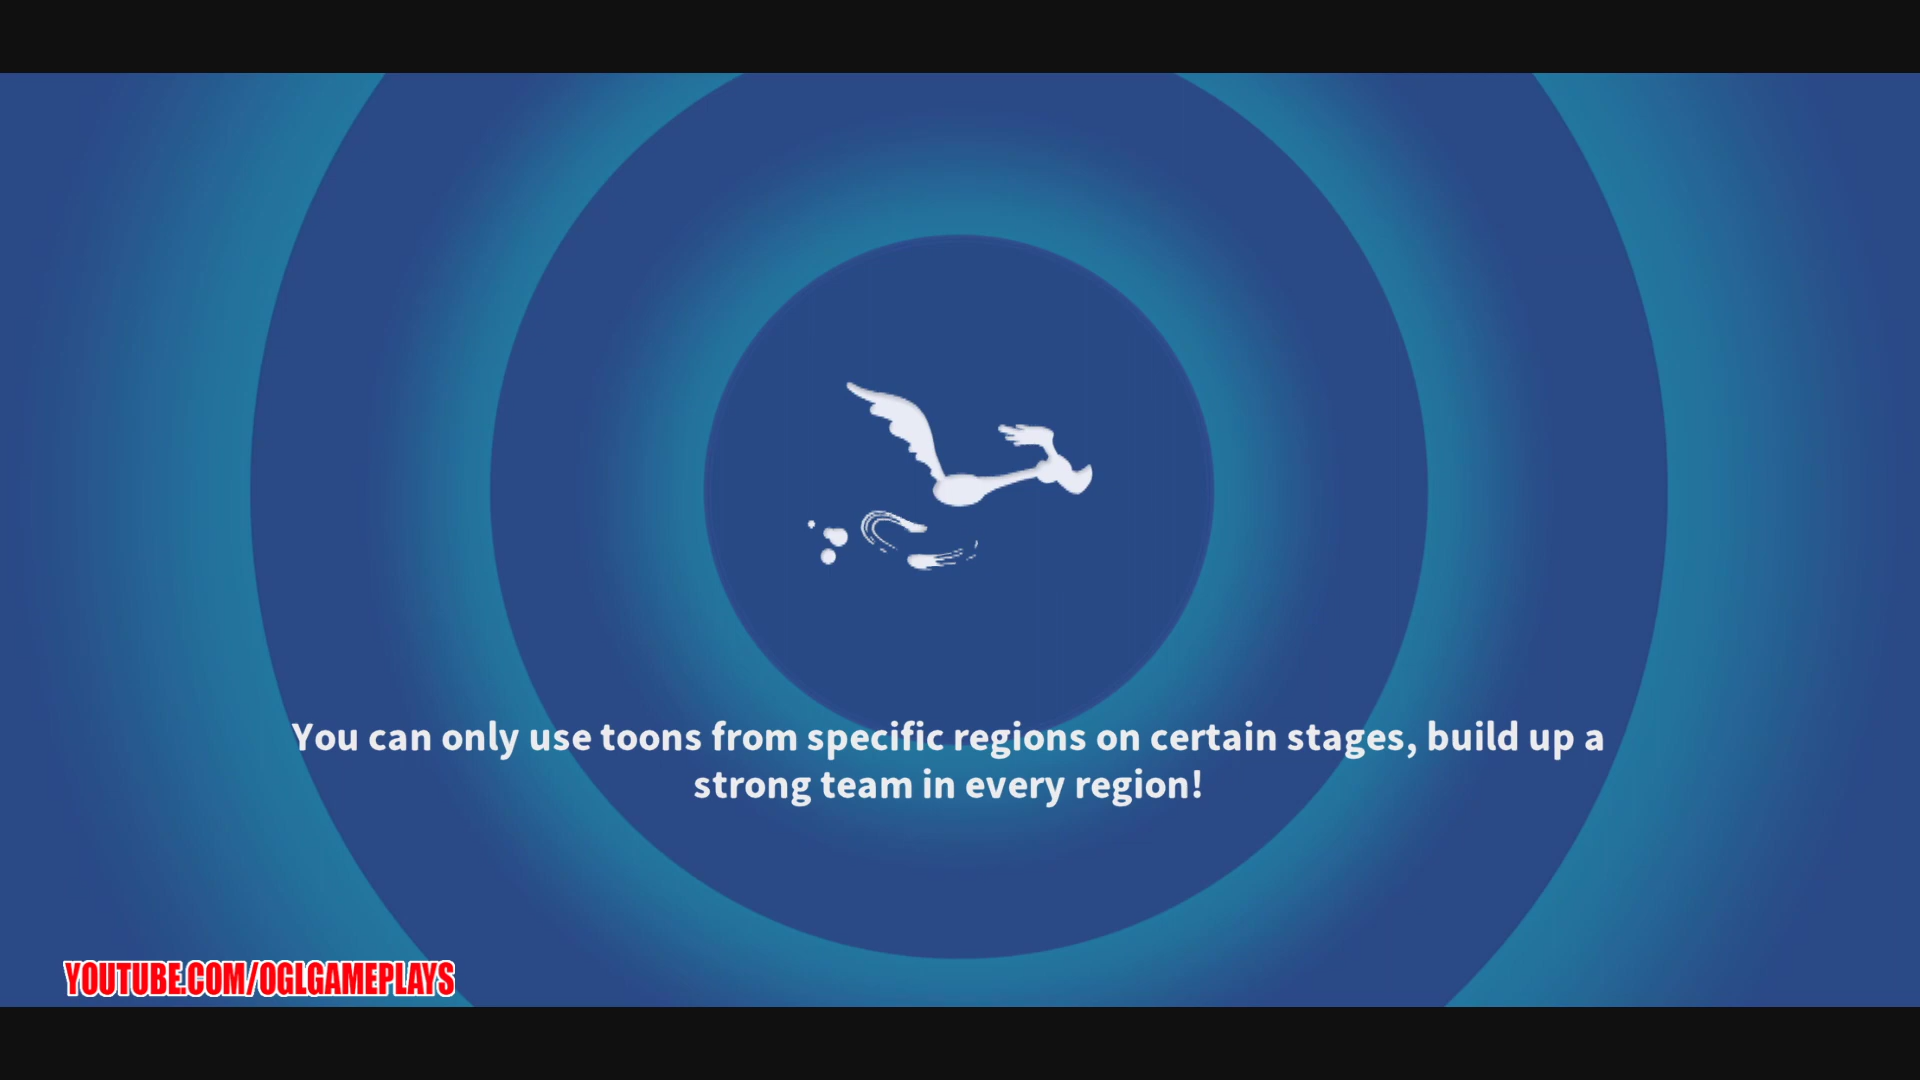 You can only use toons from specific regions on certain stages, build up a
strong team in every region!
YOUTUBE.COM/OGLGAMEPLAYS